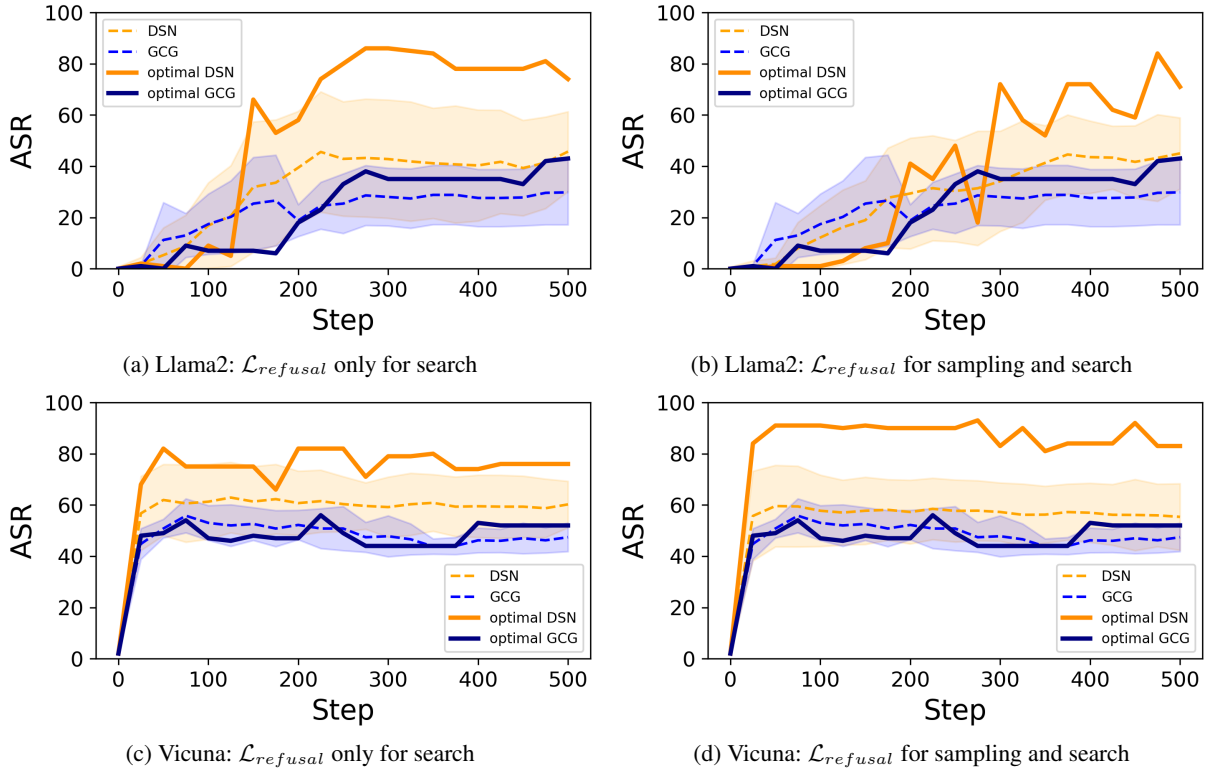 100
80
60
40
20
0
ASR
DSN
GCG
optimal DSN
optimal GCG
0 100 200 300 400 500
Step
(a) Llama2: ℒ_refusal only for search
100
80
60
40
20
0
ASR
DSN
GCG
optimal DSN
optimal GCG
0 100 200 300 400 500
Step
(b) Llama2: ℒ_refusal for sampling and search
100
80
60
40
20
0
ASR
DSN
GCG
optimal DSN
optimal GCG
0 100 200 300 400 500
Step
(c) Vicuna: ℒ_refusal only for search
100
80
60
40
20
0
ASR
DSN
GCG
optimal DSN
optimal GCG
0 100 200 300 400 500
Step
(d) Vicuna: ℒ_refusal for sampling and search